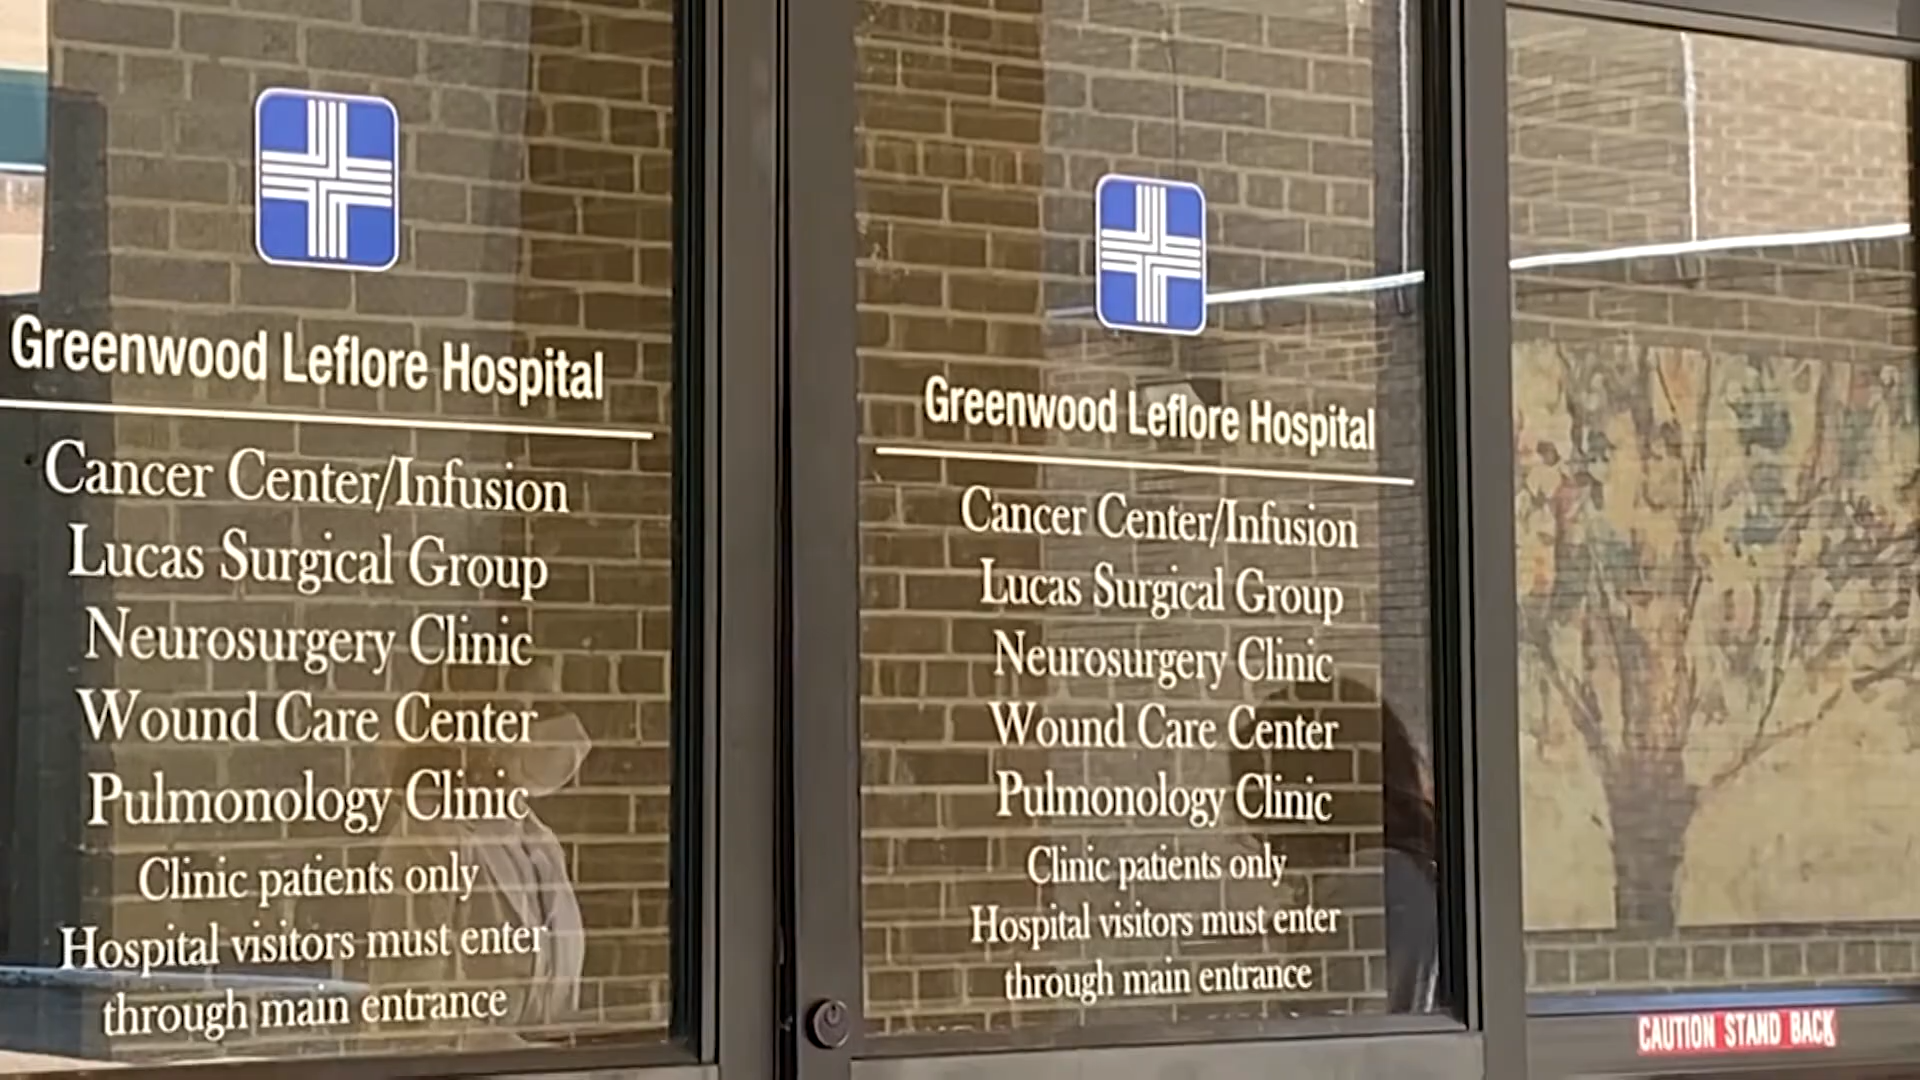 Greenwood Leflore Hospital
Cancer Center/Infusion
Lucas Surgical Group
Neurosurgery Clinic
Wound Care Center
Pulmonology Clinic
Clinic patients only
Hospital visitors must enter
through main entrance
Greenwood Leflore Hospital
Cancer Center/Infusion
Lucas Surgical Group
Neurosurgery Clinic
Wound Care Center
Pulmonology Clinic
Clinic patients only
Hospital visitors must enter
through main entrance
CAUTION STAND BACK